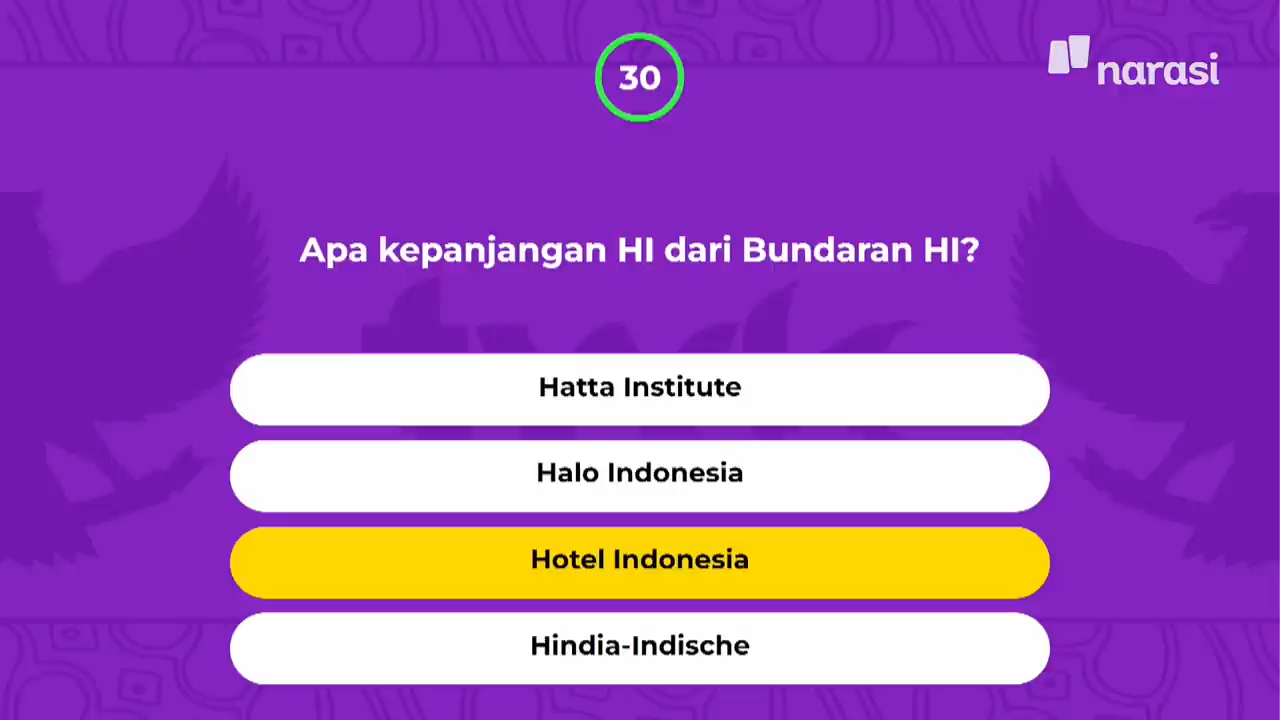 30
narasi
Apa kepanjangan HI dari Bundaran HI?
Hatta Institute
Halo Indonesia
Hotel Indonesia
Hindia-Indische